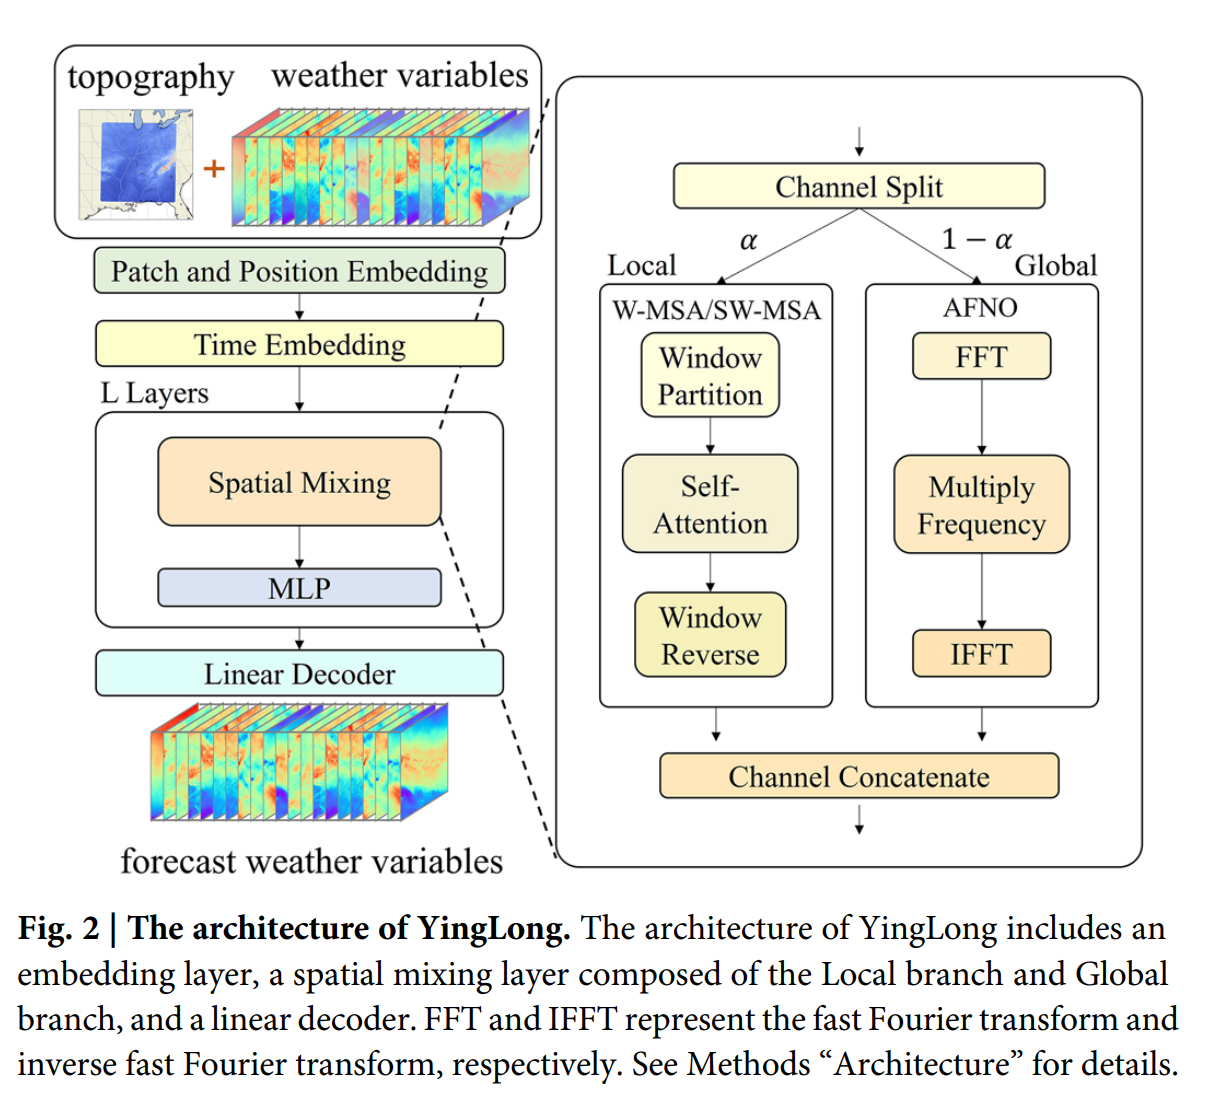 topography
weather variables
+
Patch and Position Embedding
Time Embedding
L Layers
Spatial Mixing
MLP
Linear Decoder
forecast weather variables
Channel Split
α
1 − α
Local
Global
W-MSA/SW-MSA
Window
Partition
Self-
Attention
Window
Reverse
AFNO
FFT
Multiply
Frequency
IFFT
Channel Concatenate
Fig. 2 | The architecture of YingLong. The architecture of YingLong includes an
embedding layer, a spatial mixing layer composed of the Local branch and Global
branch, and a linear decoder. FFT and IFFT represent the fast Fourier transform and
inverse fast Fourier transform, respectively. See Methods “Architecture” for details.